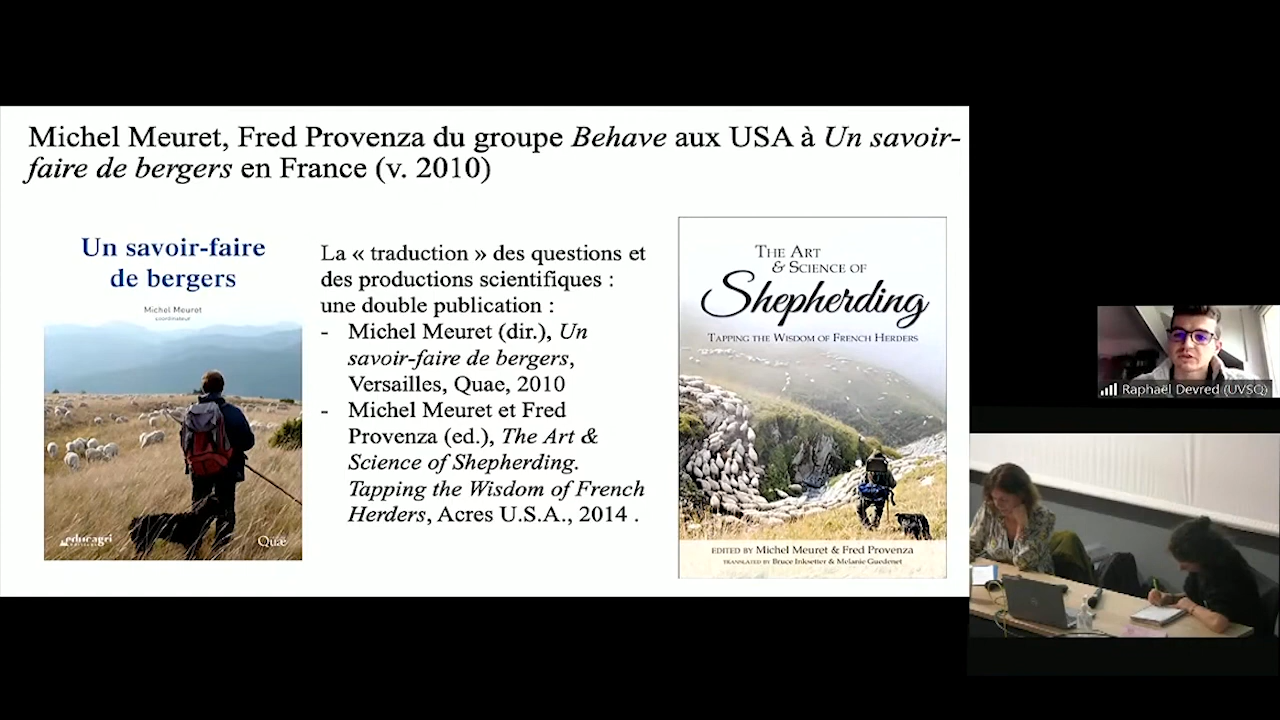 Michel Meuret, Fred Provenza du groupe Behave aux USA à Un savoir-
faire de bergers en France (v. 2010)
Un savoir-faire
de bergers
Michel Meuret
coordinateur
educagri
éditions
Quæ
La « traduction » des questions et
des productions scientifiques :
une double publication :
- Michel Meuret (dir.), Un
savoir-faire de bergers,
Versailles, Quae, 2010
- Michel Meuret et Fred
Provenza (ed.), The Art &
Science of Shepherding.
Tapping the Wisdom of French
Herders, Acres U.S.A., 2014 .
The Art
& Science of
Shepherding
Tapping the Wisdom of French Herders
Edited by Michel Meuret & Fred Provenza
Translated by Bruce Inksetter & Melanie Guedenet
Raphaël Devred (UVSQ)